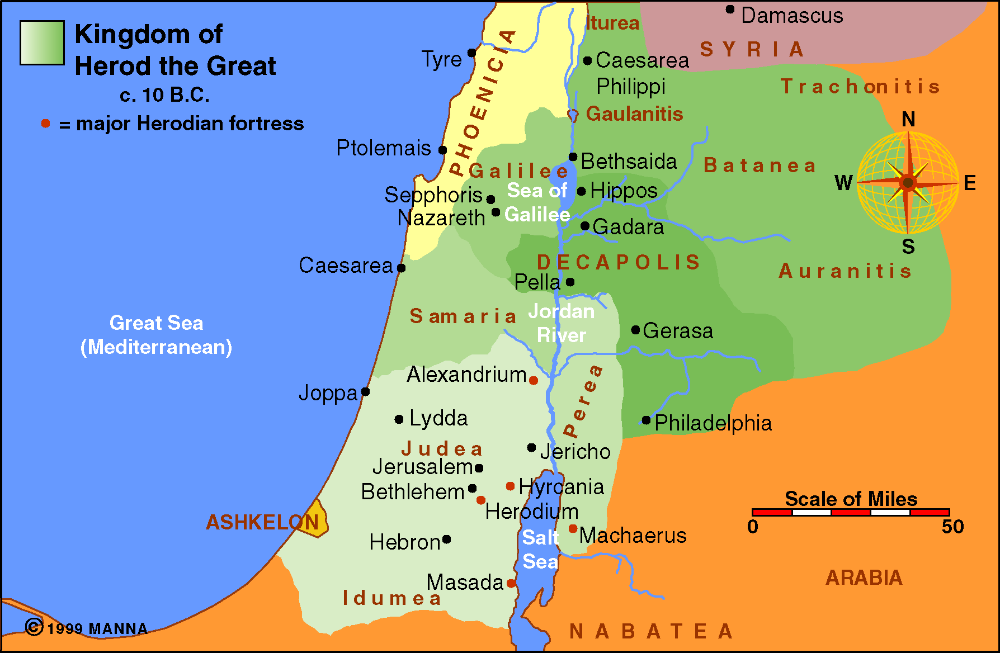 Kingdom of
Herod the Great
c. 10 B.C.
= major Herodian fortress
Damascus
SYRIA
Iturea
Tyre
PHOENICIA
Caesarea
Philippi
Trachonitis
Gaulanitis
N
W
E
S
Ptolemais
Galilee
Bethsaida
Batanea
Sea of
Galilee
Hippos
Sepphoris
Nazareth
Gadara
Caesarea
DECAPOLIS
Auranitis
Pella
Great Sea
(Mediterranean)
Samaria
Jordan
River
Gerasa
Alexandrium
Perea
Joppa
Lydda
Philadelphia
Judea
Jericho
Jerusalem
Bethlehem
Hyrcania
Herodium
Scale of Miles
0
50
ASHKELON
Hebron
Salt
Sea
Machaerus
Masada
Idumea
ARABIA
NABATEA
© 1999 MANNA